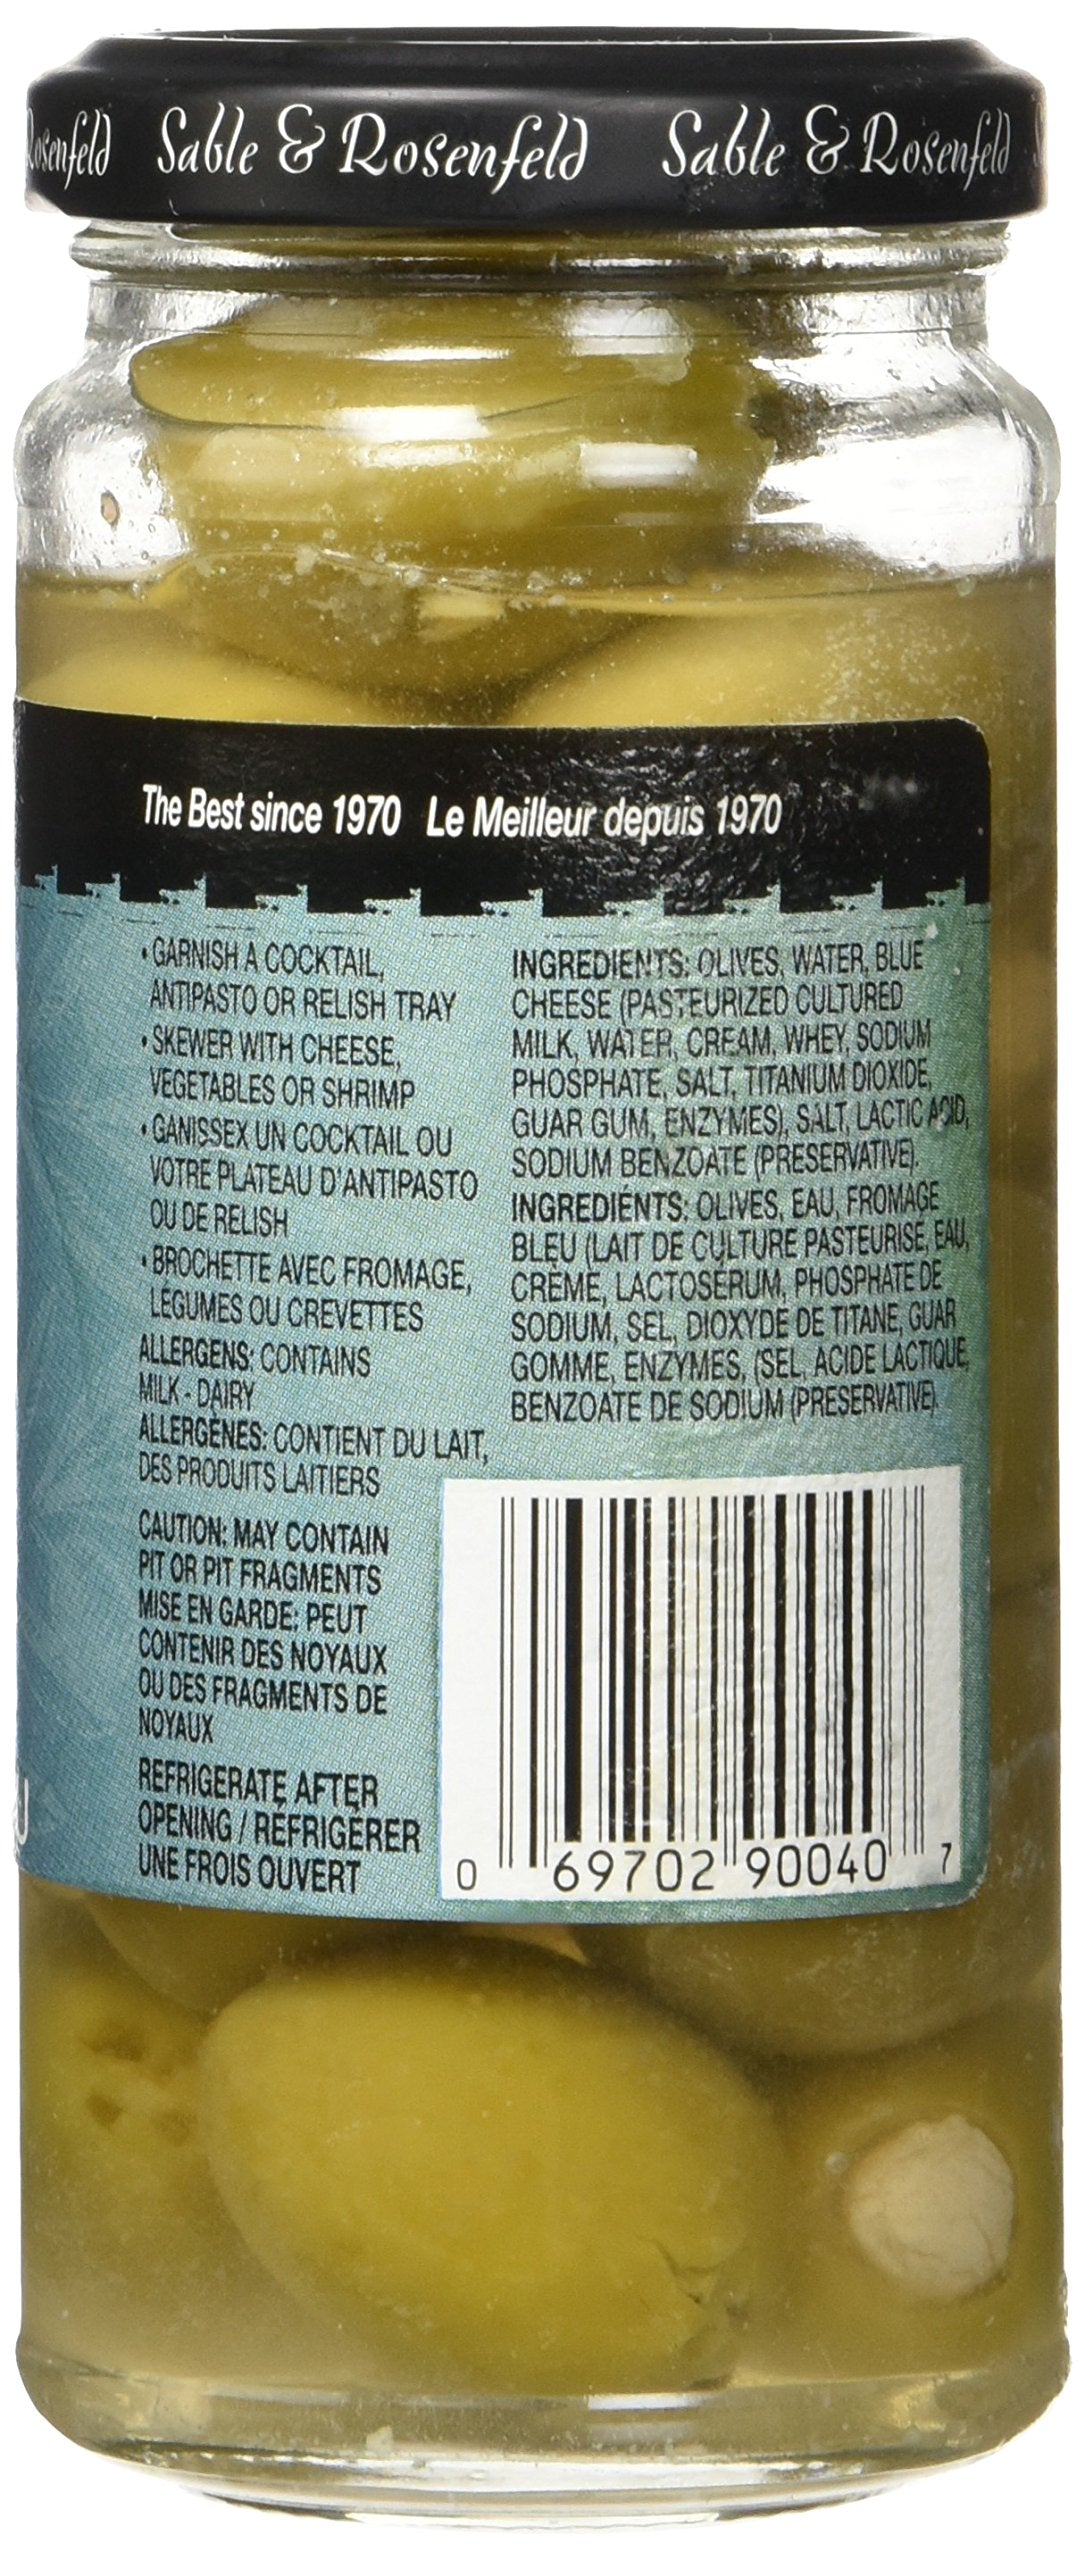 Rosenfeld Sable & Rosenfeld Sable & Rosenfeld
The Best since 1970 Le Meilleur depuis 1970
• GARNISH A COCKTAIL,
ANTIPASTO OR RELISH TRAY
• SKEWER WITH CHEESE,
VEGETABLES OR SHRIMP
• GANISSEX UN COCKTAIL OU
VOTRE PLATEAU D'ANTIPASTO
OU DE RELISH
• BROCHETTE AVEC FROMAGE,
LÉGUMES OU CREVETTES
ALLERGENS: CONTAINS
MILK - DAIRY
ALLERGÈNES: CONTIENT DU LAIT,
DES PRODUITS LAITIERS
CAUTION: MAY CONTAIN
PIT OR PIT FRAGMENTS
MISE EN GARDE: PEUT
CONTENIR DES NOYAUX
OU DES FRAGMENTS DE
NOYAUX
REFRIGERATE AFTER
OPENING / RÉFRIGÉRER
UNE FROIS OUVERT
INGREDIENTS: OLIVES, WATER, BLUE
CHEESE (PASTEURIZED CULTURED
MILK, WATER, CREAM, WHEY, SODIUM
PHOSPHATE, SALT, TITANIUM DIOXIDE,
GUAR GUM, ENZYMES), SALT, LACTIC ACID,
SODIUM BENZOATE (PRESERVATIVE).
INGREDIÉNTS: OLIVES, EAU, FROMAGE
BLEU (LAIT DE CULTURE PASTEURISE, EAU,
CRÈME, LACTOSERUM, PHOSPHATE DE
SODIUM, SEL, DIOXYDE DE TITANE, GUAR
GOMME, ENZYMES, (SEL, ACIDE LACTIQUE,
BENZOATE DE SODIUM (PRESERVATIVE).
0 69702 90040 7